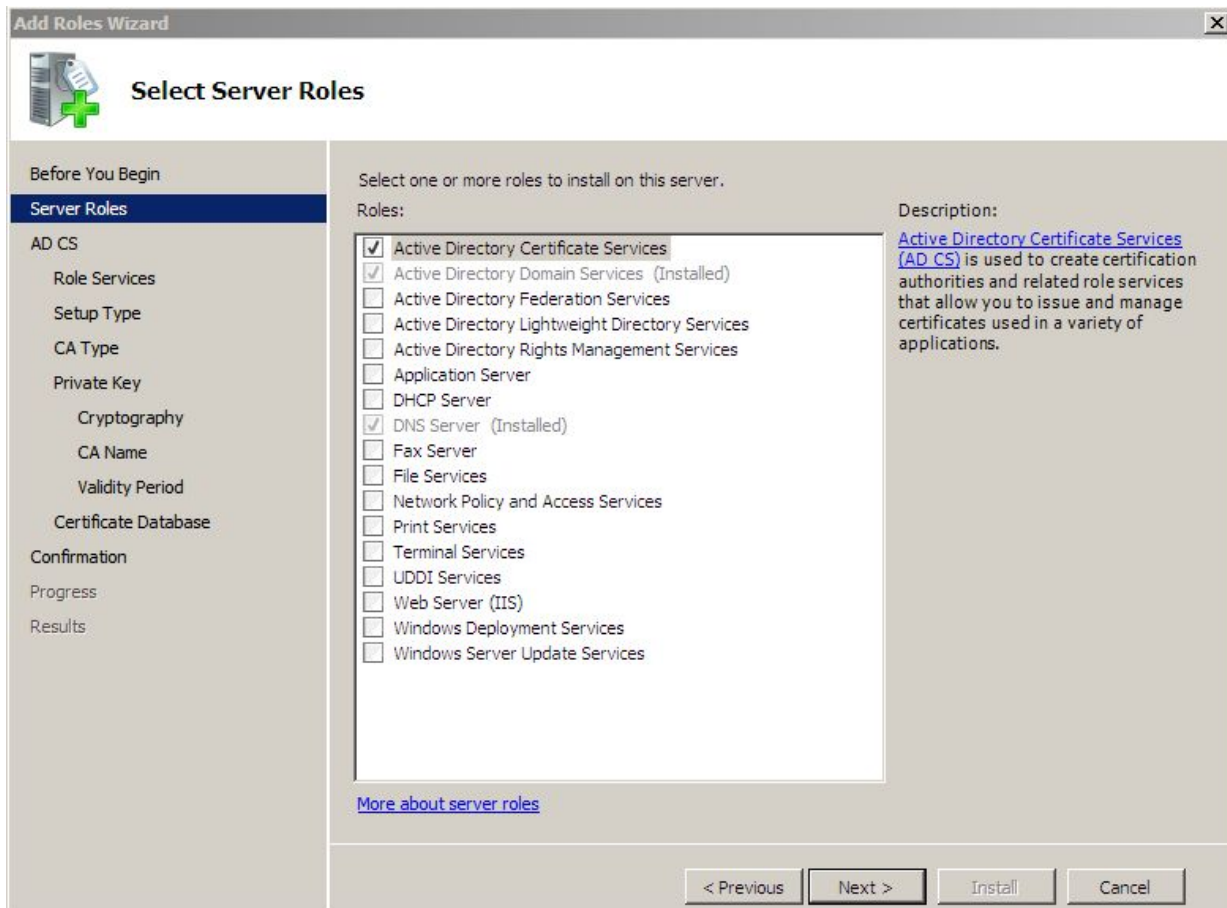 Add Roles Wizard
Select Server Roles
Before You Begin
Server Roles
AD CS
Role Services
Setup Type
CA Type
Private Key
Cryptography
CA Name
Validity Period
Certificate Database
Confirmation
Progress
Results
Select one or more roles to install on this server.
Roles:
Active Directory Certificate Services
Active Directory Domain Services (Installed)
Active Directory Federation Services
Active Directory Lightweight Directory Services
Active Directory Rights Management Services
Application Server
DHCP Server
DNS Server (Installed)
Fax Server
File Services
Network Policy and Access Services
Print Services
Terminal Services
UDDI Services
Web Server (IIS)
Windows Deployment Services
Windows Server Update Services
More about server roles
Description:
Active Directory Certificate Services
(AD CS) is used to create certification
authorities and related role services
that allow you to issue and manage
certificates used in a variety of
applications.
< Previous
Next >
Install
Cancel